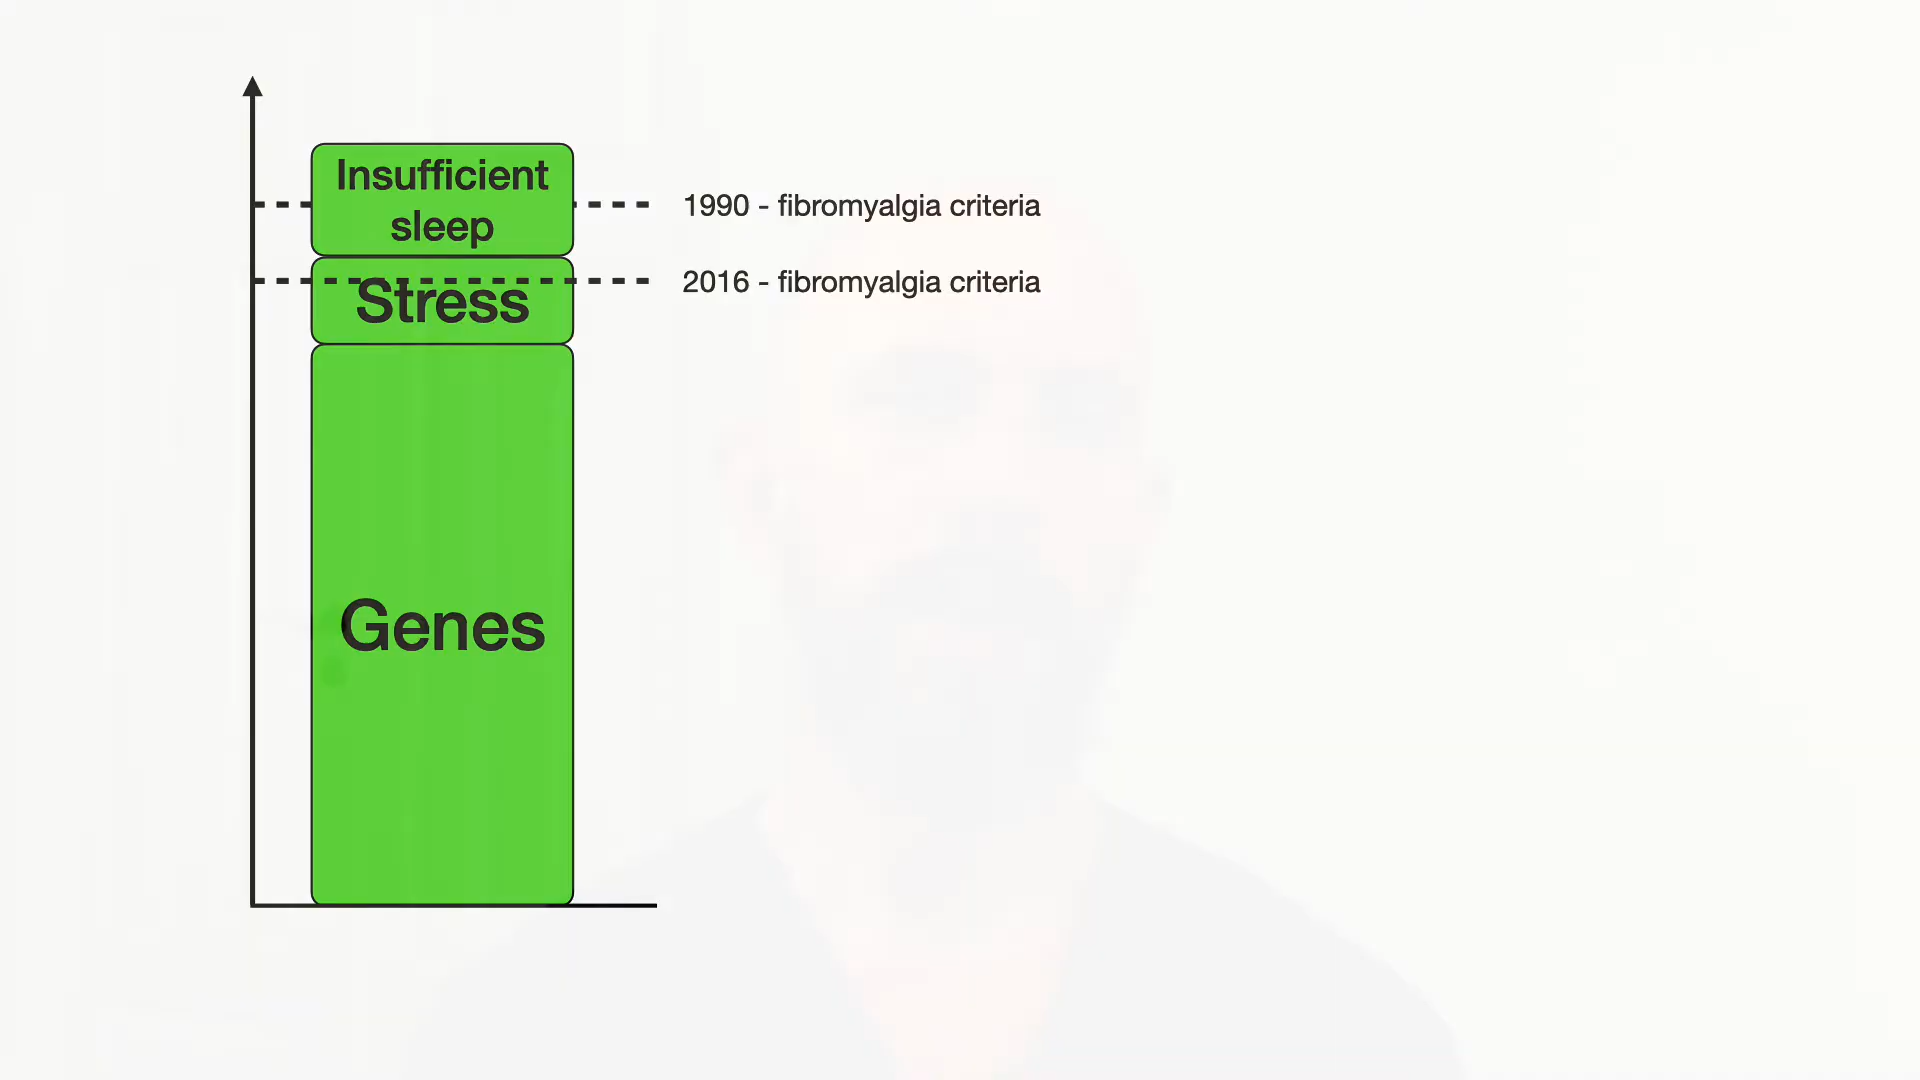 Insufficient
sleep
1990 - fibromyalgia criteria
2016 - fibromyalgia criteria
Stress
Genes